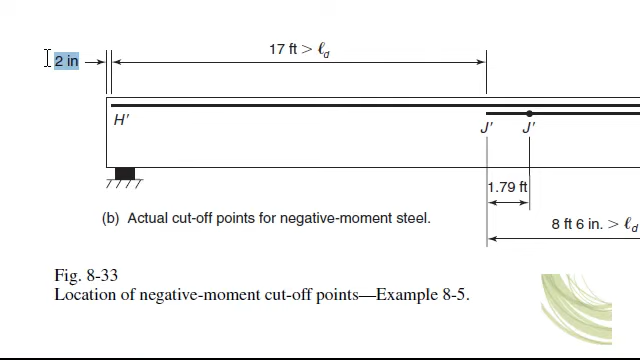 17 ft > ℓd
2 in
H′
J′ J′
1.79 ft
(b) Actual cut-off points for negative-moment steel.
8 ft 6 in. > ℓd
Fig. 8-33
Location of negative-moment cut-off points—Example 8-5.